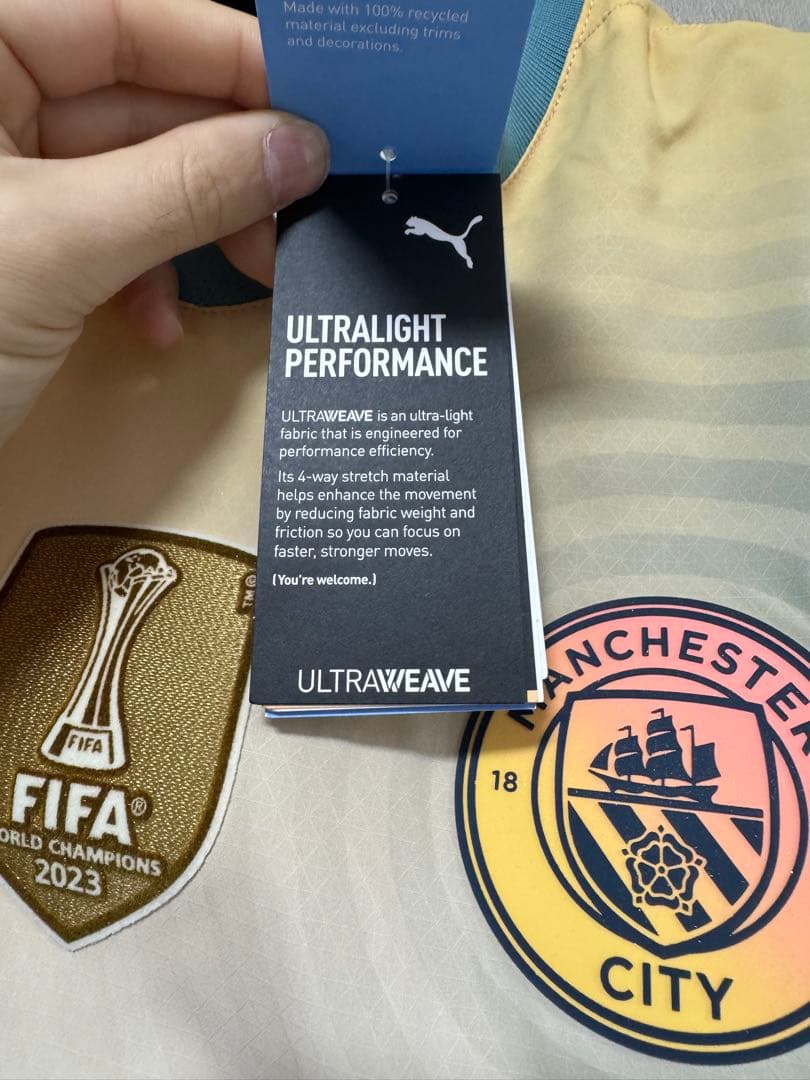 Made with 100% recycled
material excluding trims
and decorations.
ULTRALIGHT
PERFORMANCE
ULTRAWEAVE is an ultra-light
fabric that is engineered for
performance efficiency.
Its 4-way stretch material
helps enhance the movement
by reducing fabric weight and
friction so you can focus on
faster, stronger moves.
(You're welcome.)
ULTRAWEAVE
TM©
FIFA
FIFA®
ORLD CHAMPIONS
2023
MANCHESTER
18
CITY